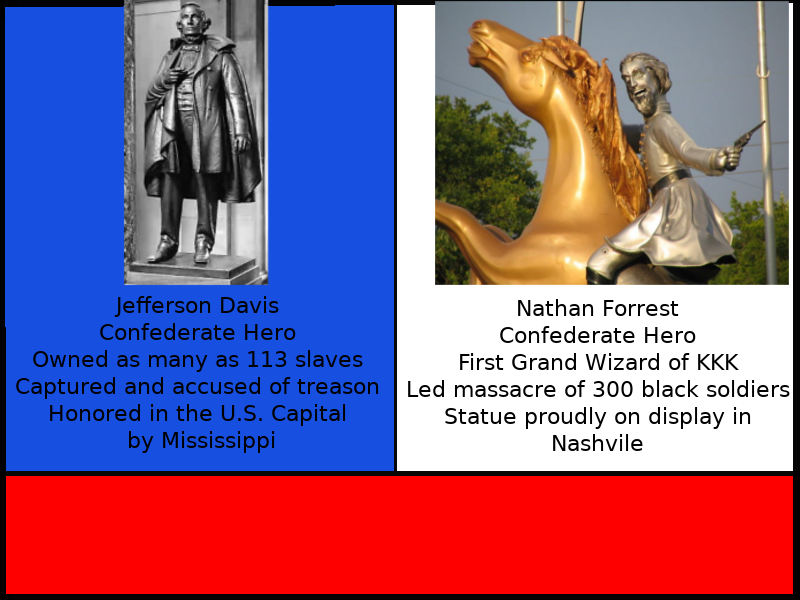 Jefferson Davis
Confederate Hero
Owned as many as 113 slaves
Captured and accused of treason
Honored in the U.S. Capital
by Mississippi
Nathan Forrest
Confederate Hero
First Grand Wizard of KKK
Led massacre of 300 black soldiers
Statue proudly on display in
Nashvile